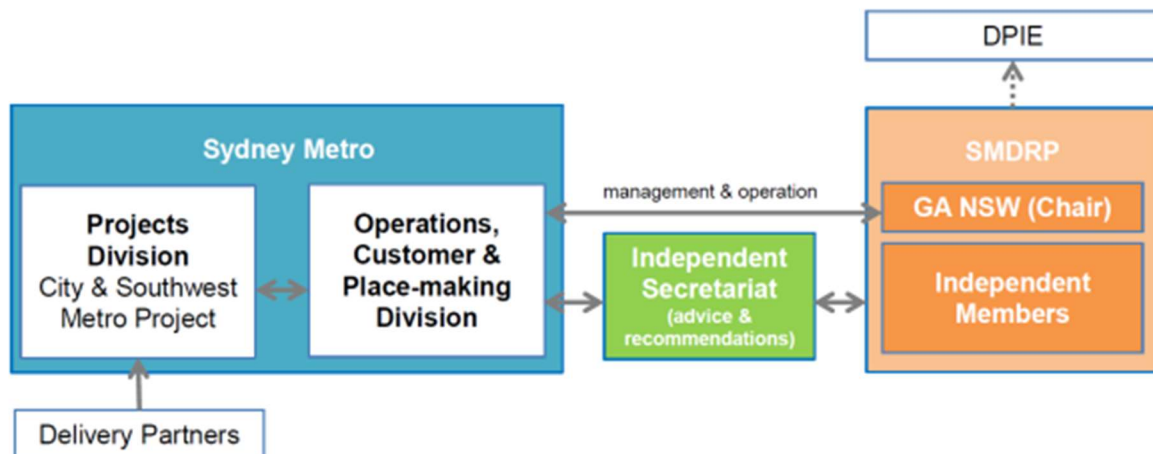 DPIE
Sydney Metro
SMDRP
Projects
Division
City & Southwest
Metro Project
Operations,
Customer &
Place-making
Division
management & operation
Independent
Secretariat
(advice &
recommendations)
GA NSW (Chair)
Independent
Members
Delivery Partners